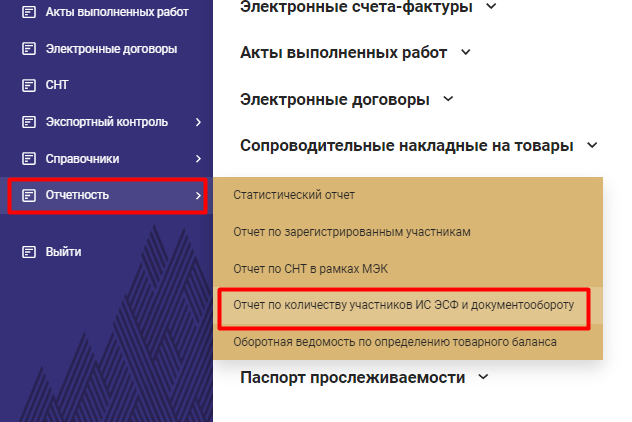 Акты выполненных работ
Электронные договоры
СНТ
Экспортный контроль
Справочники
Отчетность
Выйти
Электронные счета-фактуры
Акты выполненных работ
Электронные договоры
Сопроводительные накладные на товары
Статистический отчет
Отчет по зарегистрированным участникам
Отчет по СНТ в рамках МЭК
Отчет по количеству участников ИС ЭСФ и документообороту
Оборотная ведомость по определению товарного баланса
Паспорт прослеживаемости